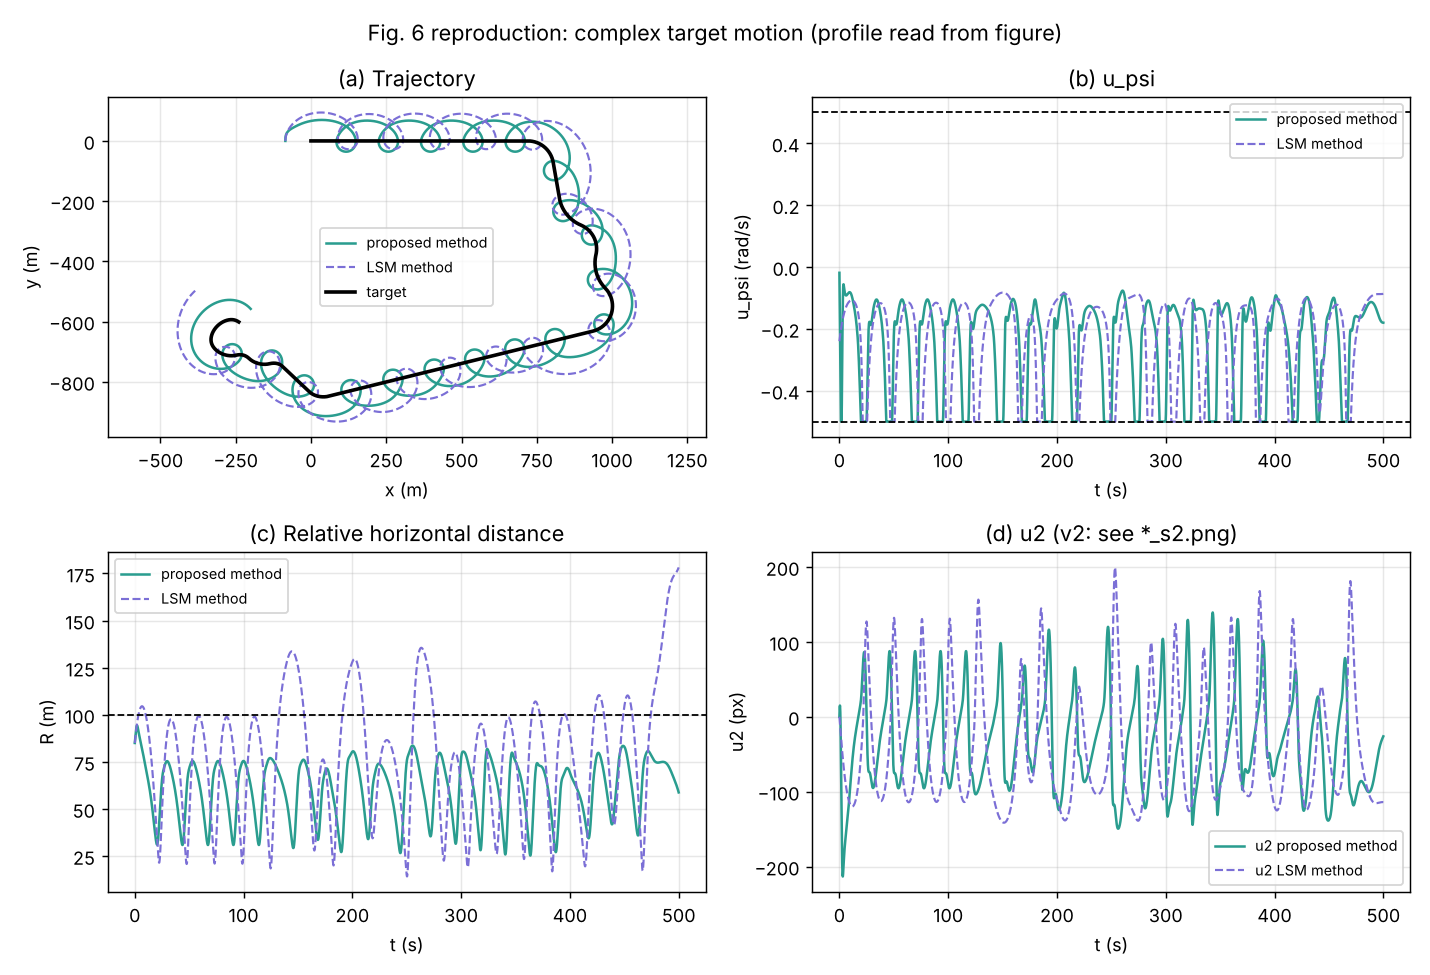 Fig. 6 reproduction: complex target motion (profile read from figure)
(a) Trajectory
y (m)
0
−200
−400
−600
−800
proposed method
LSM method
target
−500
−250
0
250
500
750
1000
1250
x (m)
(b) u_psi
u_psi (rad/s)
0.4
0.2
0.0
−0.2
−0.4
proposed method
LSM method
0
100
200
300
400
500
t (s)
(c) Relative horizontal distance
R (m)
175
150
125
100
75
50
25
proposed method
LSM method
0
100
200
300
400
500
t (s)
(d) u2 (v2: see *_s2.png)
u2 (px)
200
100
0
−100
−200
u2 proposed method
u2 LSM method
0
100
200
300
400
500
t (s)